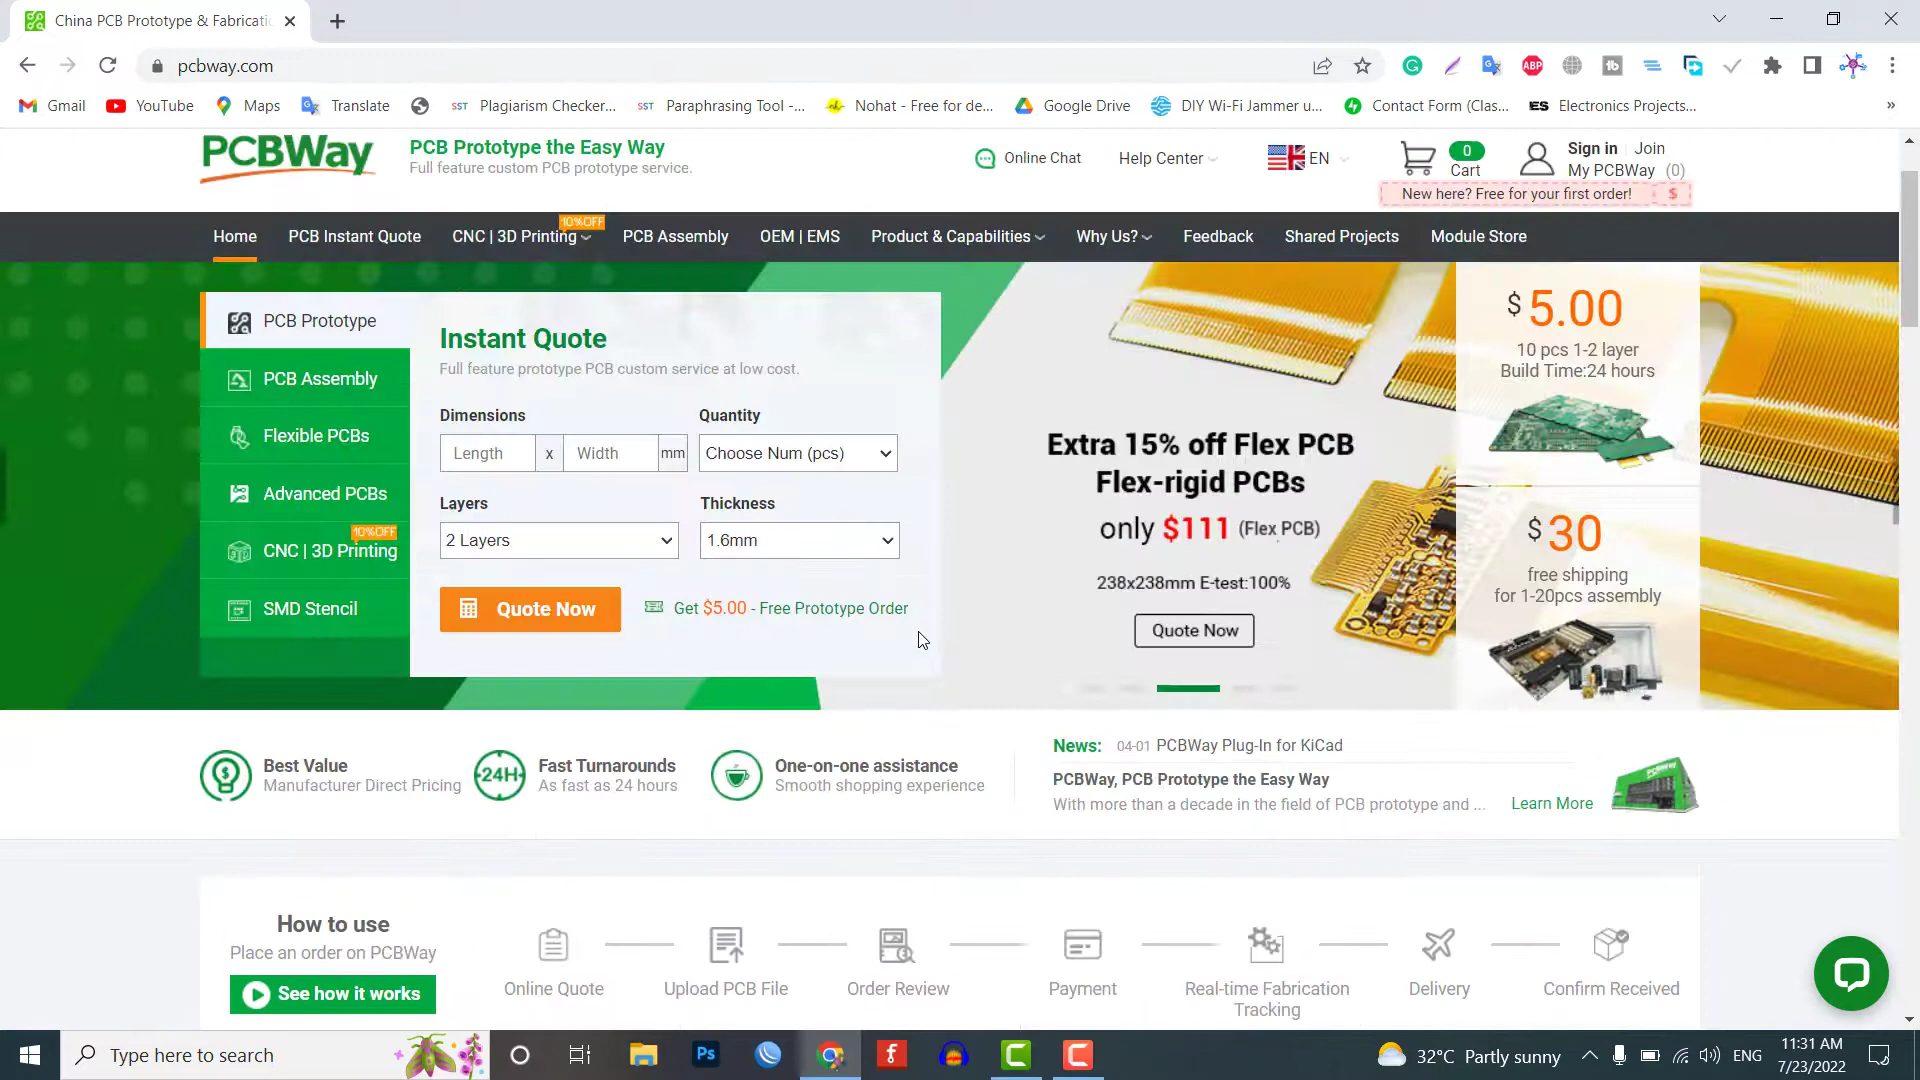 China PCB Prototype & Fabricatio
pcbway.com
Gmail
YouTube
Maps
Translate
SST Plagiarism Checker...
SST Paraphrasing Tool -...
Nohat - Free for de...
Google Drive
DIY Wi-Fi Jammer u...
Contact Form (Clas...
ES Electronics Projects...
»
PCBWay
PCB Prototype the Easy Way
Full feature custom PCB prototype service.
Online Chat
Help Center
EN
0
Cart
Sign in
Join
My PCBWay (0)
New here? Free for your first order! $
Home
PCB Instant Quote
10%OFF
CNC | 3D Printing
PCB Assembly
OEM | EMS
Product & Capabilities
Why Us?
Feedback
Shared Projects
Module Store
PCB Prototype
PCB Assembly
Flexible PCBs
Advanced PCBs
10%OFF
CNC | 3D Printing
SMD Stencil
Instant Quote
Full feature prototype PCB custom service at low cost.
Dimensions
Quantity
Length x Width mm
Choose Num (pcs)
Layers
Thickness
2 Layers
1.6mm
Quote Now
Get $5.00 - Free Prototype Order
Extra 15% off Flex PCB
Flex-rigid PCBs
only $111 (Flex PCB)
238x238mm E-test:100%
Quote Now
$ 5.00
10 pcs 1-2 layer
Build Time:24 hours
$ 30
free shipping
for 1-20pcs assembly
Best Value
Manufacturer Direct Pricing
24H
Fast Turnarounds
As fast as 24 hours
One-on-one assistance
Smooth shopping experience
News: 04-01 PCBWay Plug-In for KiCad
PCBWay, PCB Prototype the Easy Way
With more than a decade in the field of PCB prototype and ... Learn More
How to use
Place an order on PCBWay
See how it works
Online Quote
Upload PCB File
Order Review
Payment
Real-time Fabrication
Tracking
Delivery
Confirm Received
Type here to search
Ps
32°C Partly sunny
ENG
11:31 AM
7/23/2022